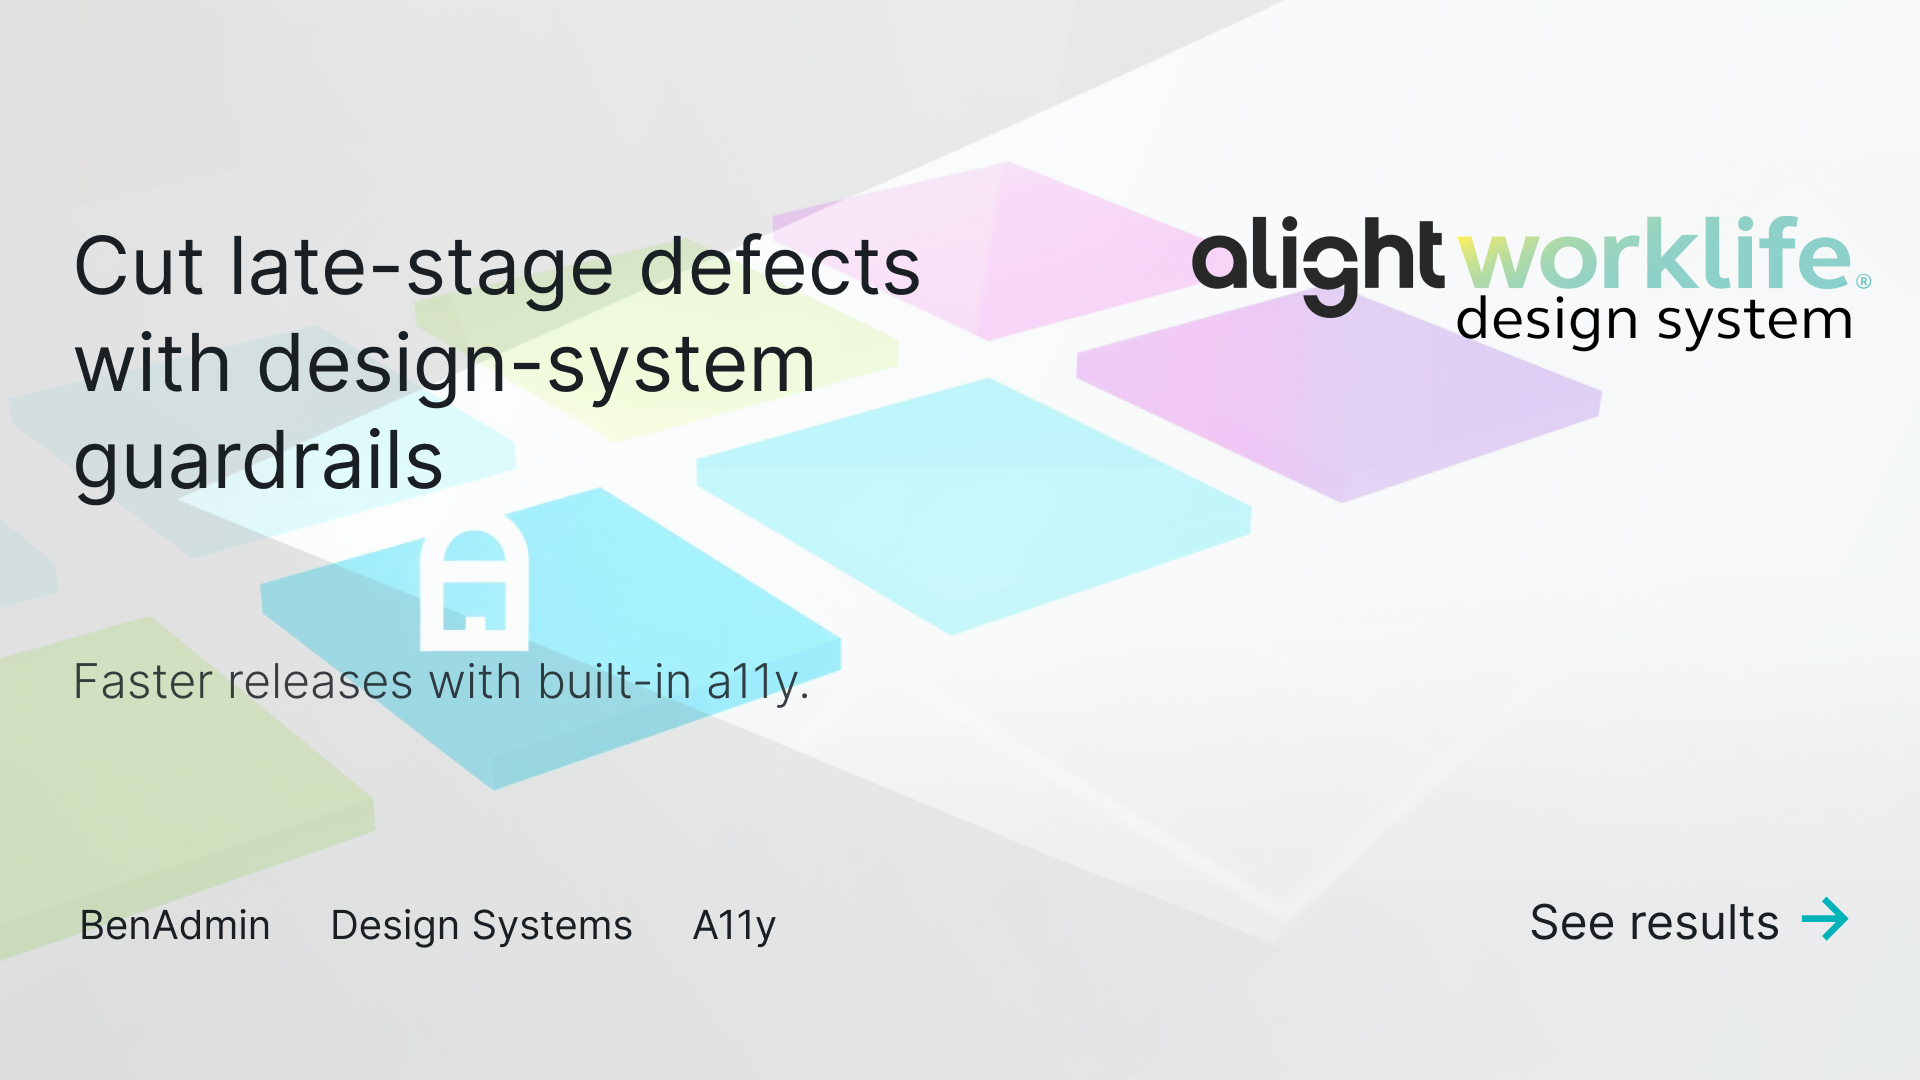 Cut late-stage defects
with design-system
guardrails
alight worklife®
design system
Faster releases with built-in a11y.
BenAdmin Design Systems A11y
See results